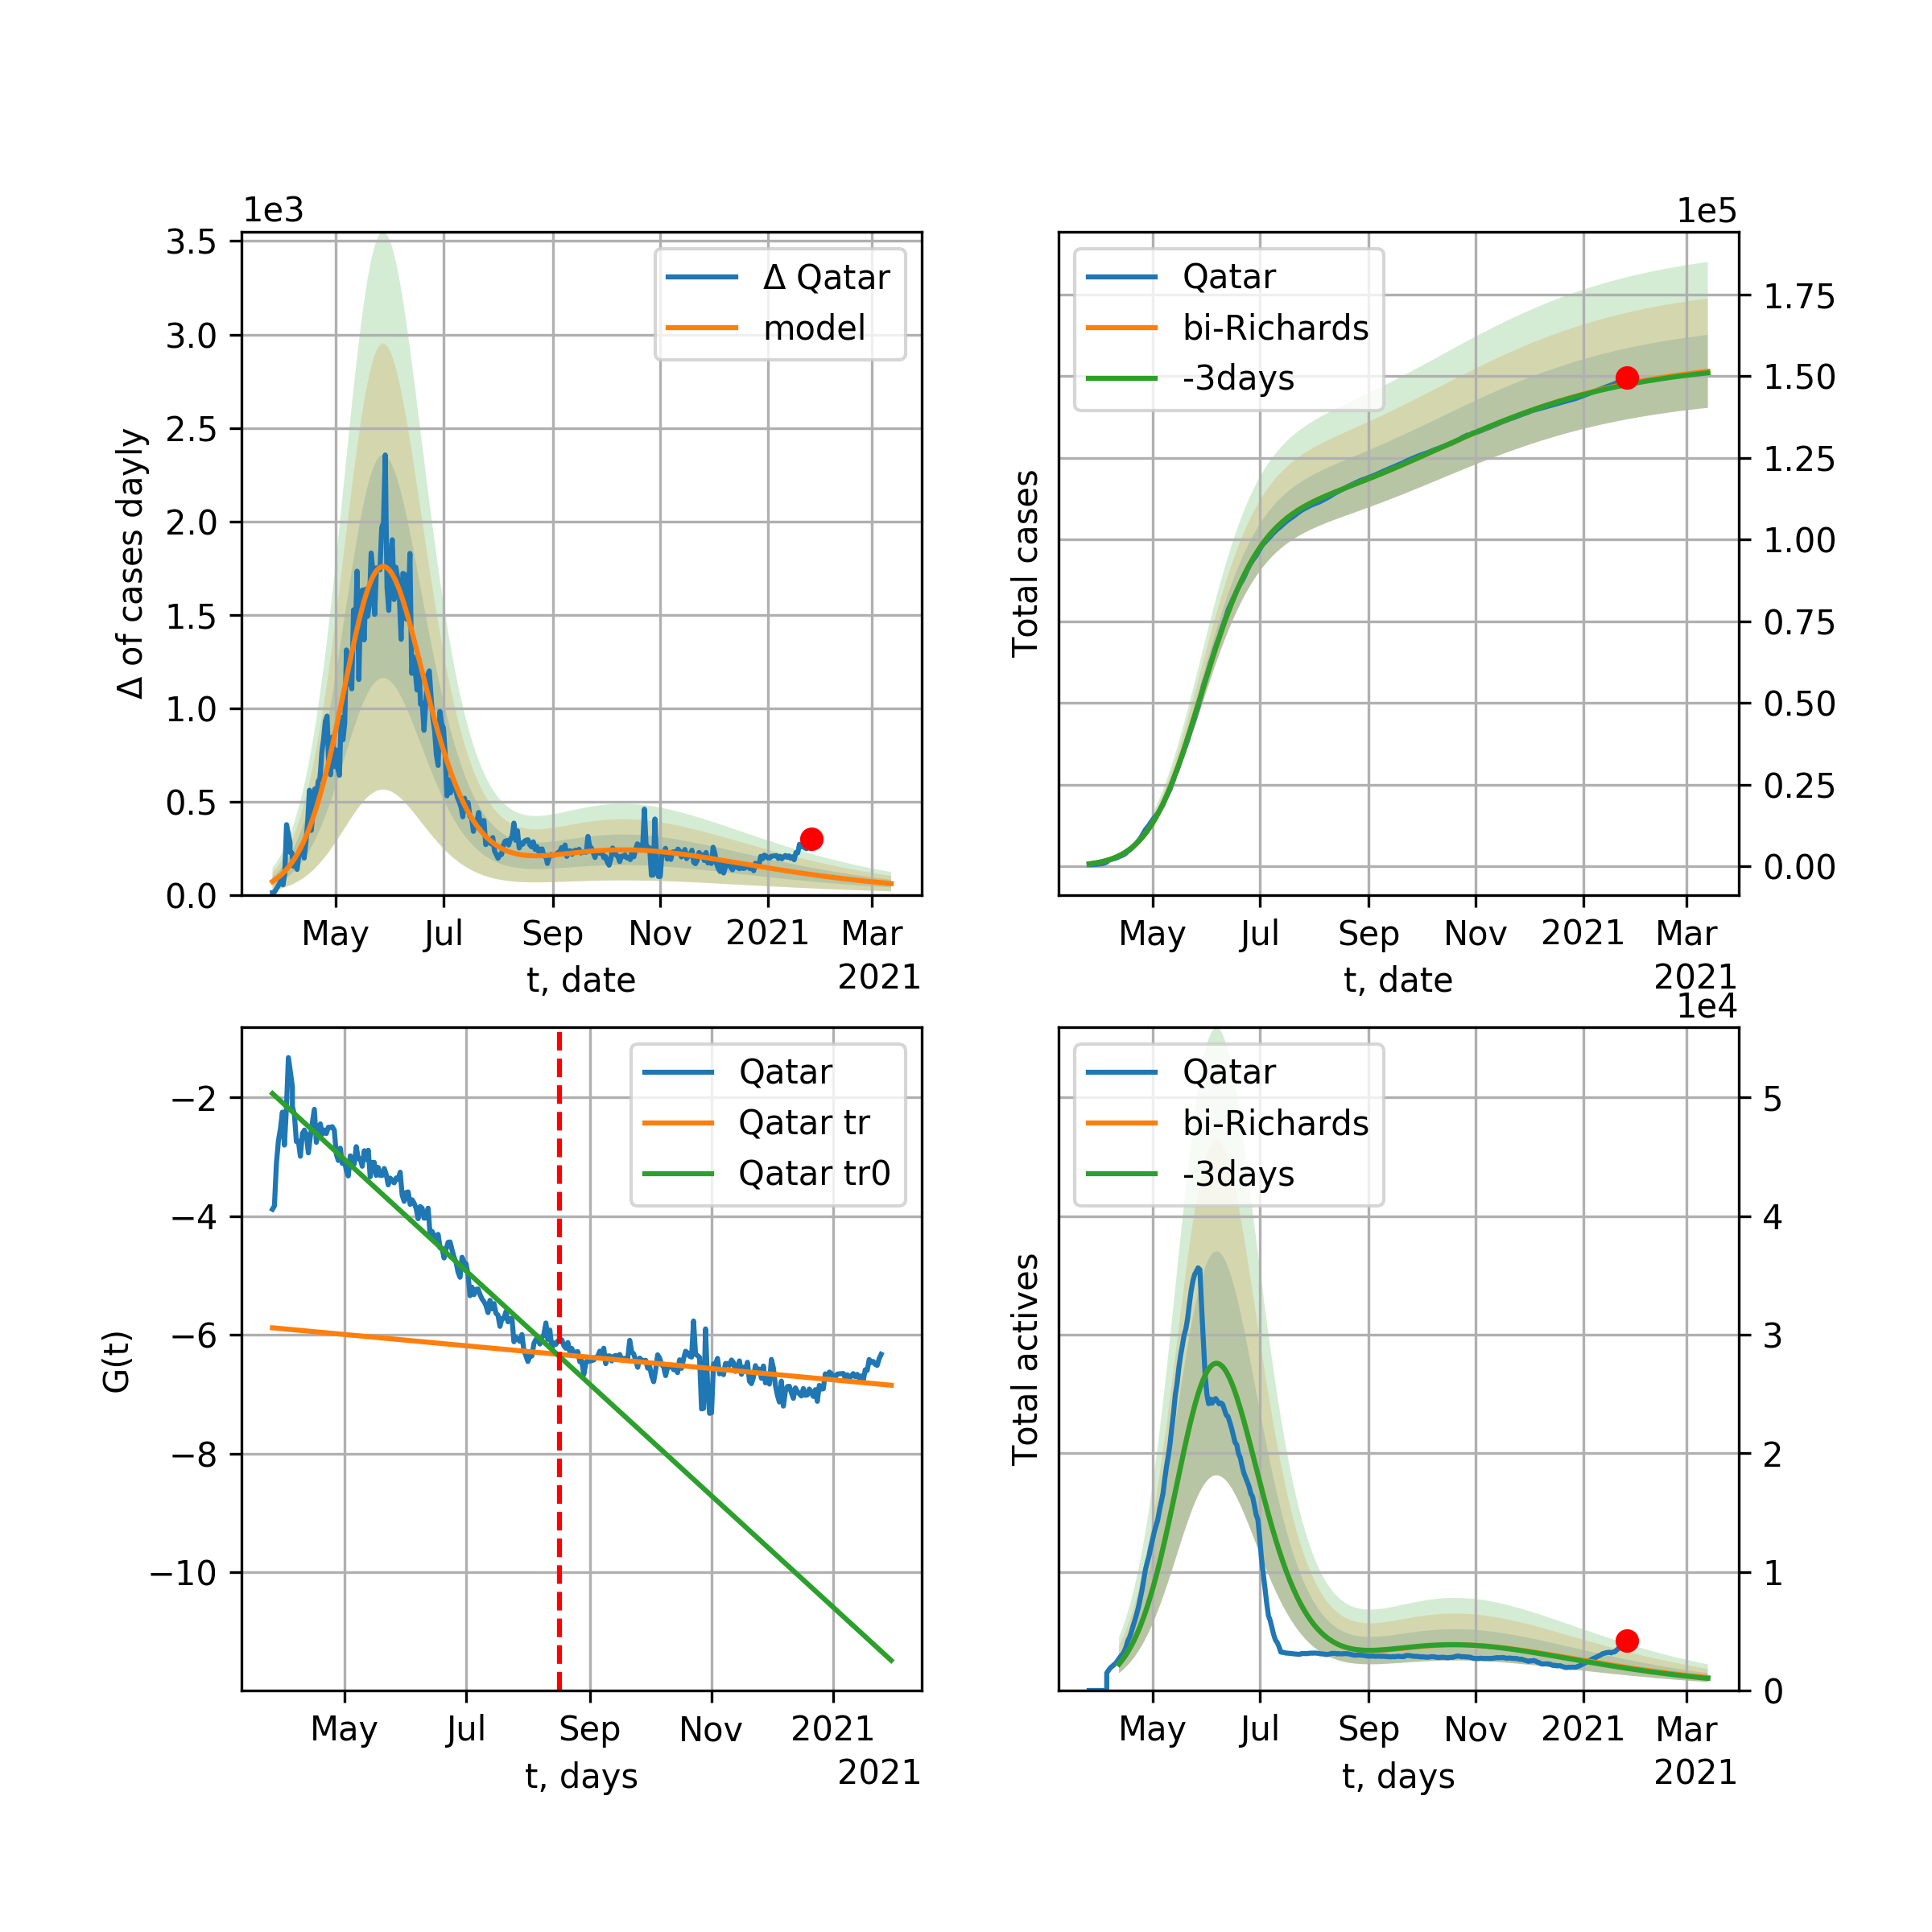 1e3
3.5
3.0
2.5
2.0
1.5
1.0
0.5
0.0
Δ of cases dayly
Δ Qatar
model
May Jul Sep Nov 2021 Mar
t, date
2021
1e5
1.75
1.50
1.25
1.00
0.75
0.50
0.25
0.00
Total cases
Qatar
bi-Richards
-3days
May Jul Sep Nov 2021 Mar
t, date
2021
−2
−4
−6
−8
−10
G(t)
Qatar
Qatar tr
Qatar tr0
May Jul Sep Nov 2021
t, days
2021
1e4
5
4
3
2
1
0
Total actives
Qatar
bi-Richards
-3days
May Jul Sep Nov 2021 Mar
t, days
2021